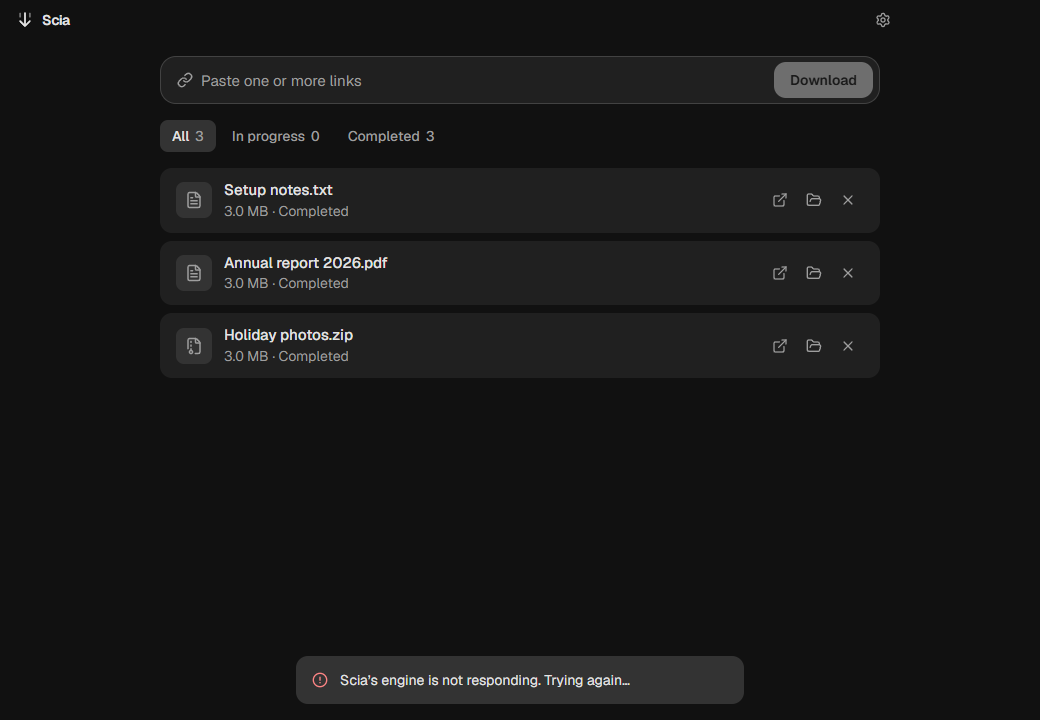 Scia
Paste one or more links
Download
All 3
In progress 0
Completed 3
Setup notes.txt
3.0 MB · Completed
Annual report 2026.pdf
3.0 MB · Completed
Holiday photos.zip
3.0 MB · Completed
Scia's engine is not responding. Trying again…